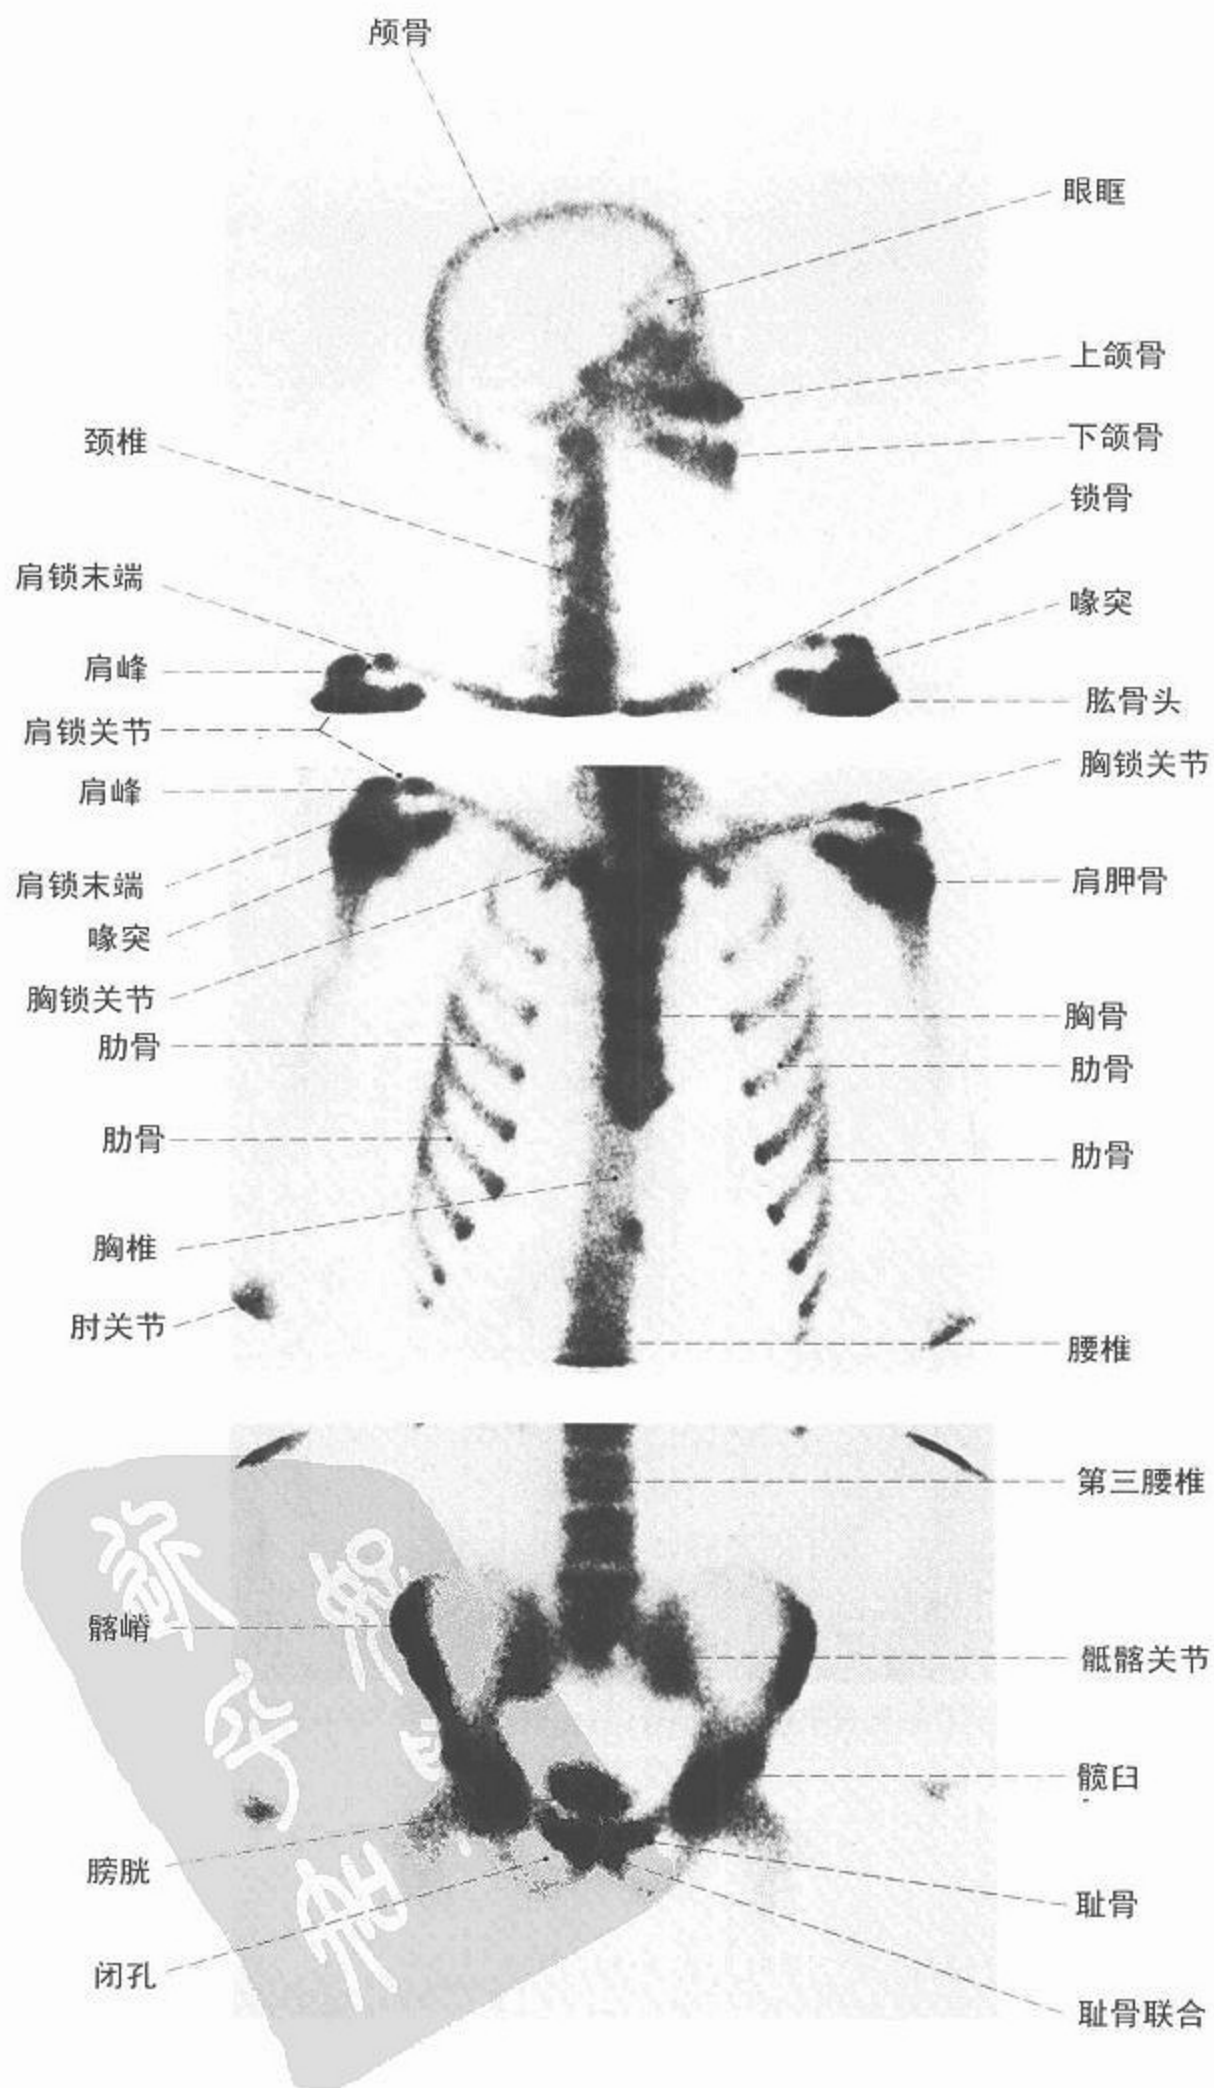 颅骨
眼眶
上颌骨
下颌骨
颈椎
锁骨
肩锁末端
喙突
肩峰
肱骨头
肩锁关节
胸锁关节
肩峰
肩锁末端
肩胛骨
喙突
胸锁关节
胸骨
肋骨
肋骨
肋骨
肋骨
胸椎
肘关节
腰椎
第三腰椎
髂嵴
骶髂关节
髋臼
膀胱
耻骨
闭孔
耻骨联合